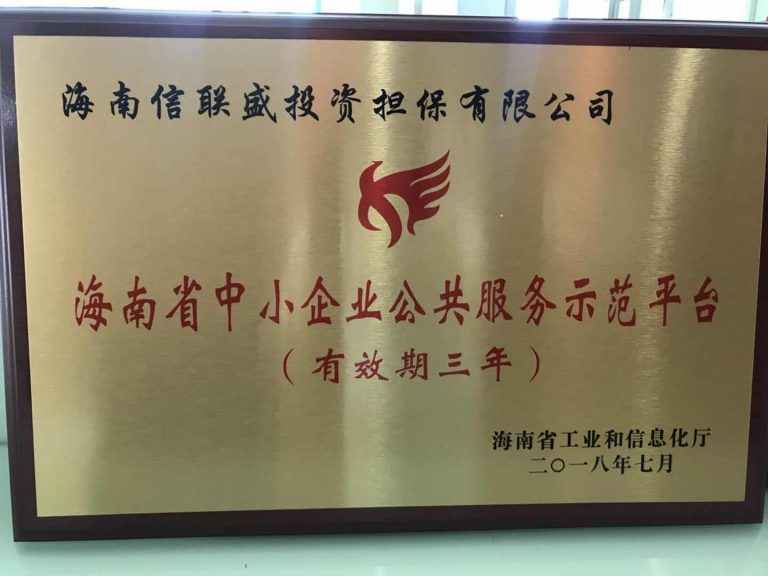 海南信联盛投资担保有限公司
海南省中小企业公共服务示范平台
（有效期三年）
海南省工业和信息化厅
二〇一八年七月